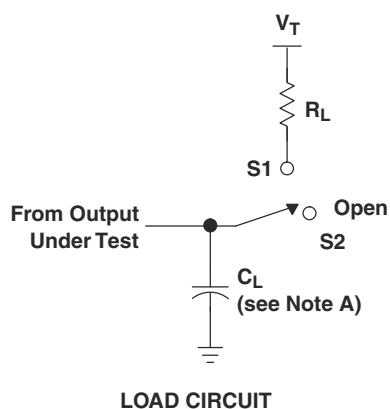 V_T
R_L
S1
Open
S2
From Output
Under Test
C_L
(see Note A)
LOAD CIRCUIT